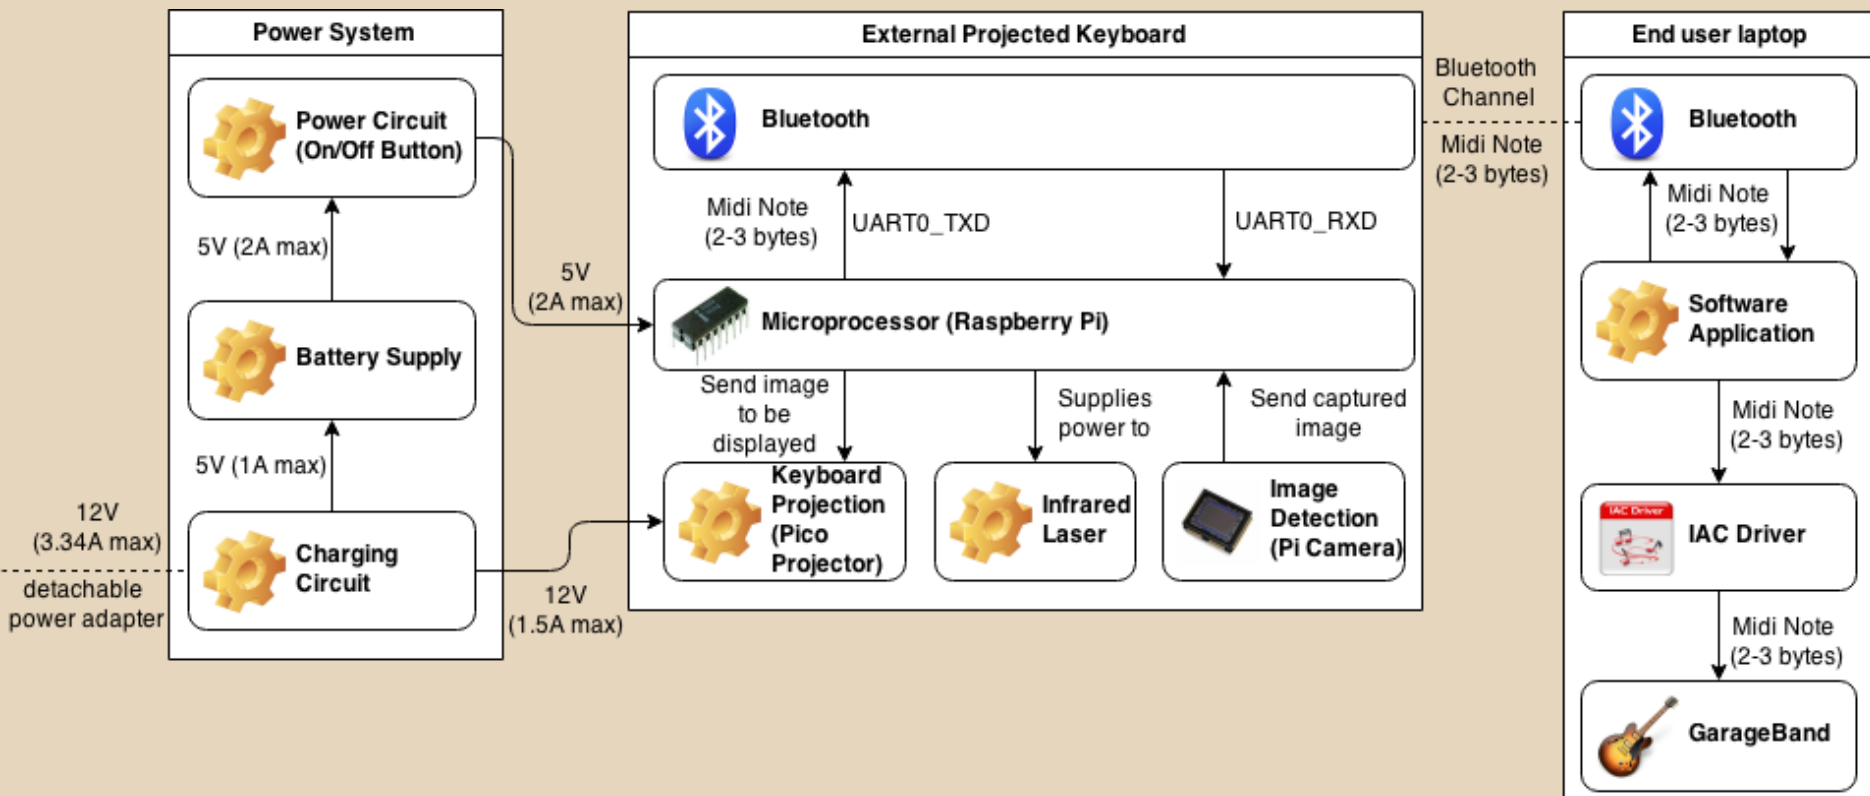 Power System
Power Circuit
(On/Off Button)
5V (2A max)
Battery Supply
5V (1A max)
12V
(3.34A max)
detachable
power adapter
Charging
Circuit
5V
(2A max)
12V
(1.5A max)
External Projected Keyboard
Bluetooth
Midi Note
(2-3 bytes)
UART0_TXD
UART0_RXD
Microprocessor (Raspberry Pi)
Send image
to be
displayed
Supplies
power to
Send captured
image
Keyboard
Projection
(Pico
Projector)
Infrared
Laser
Image
Detection
(Pi Camera)
Bluetooth
Channel
Midi Note
(2-3 bytes)
End user laptop
Bluetooth
Midi Note
(2-3 bytes)
Software
Application
Midi Note
(2-3 bytes)
IAC Driver
IAC Driver
Midi Note
(2-3 bytes)
GarageBand